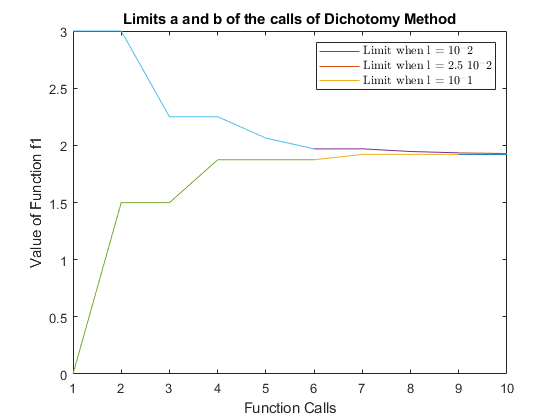 Limits a and b of the calls of Dichotomy Method
3
2.5
2
1.5
1
0.5
0
Value of Function f1
Limit when l = 10⁻2
Limit when l = 2.5 10⁻2
Limit when l = 10⁻1
1 2 3 4 5 6 7 8 9 10
Function Calls